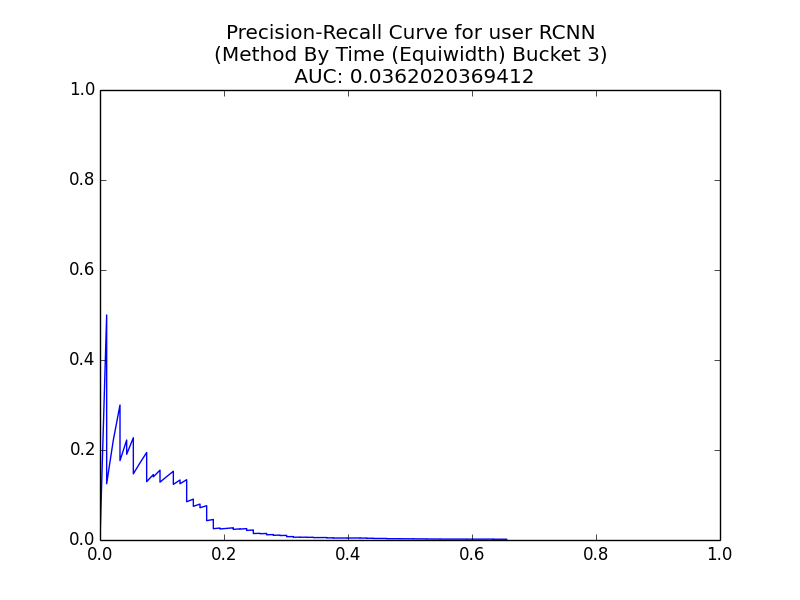 Precision-Recall Curve for user RCNN
(Method By Time (Equiwidth) Bucket 3)
AUC: 0.0362020369412
1.0
0.8
0.6
0.4
0.2
0.0
0.0 0.2 0.4 0.6 0.8 1.0